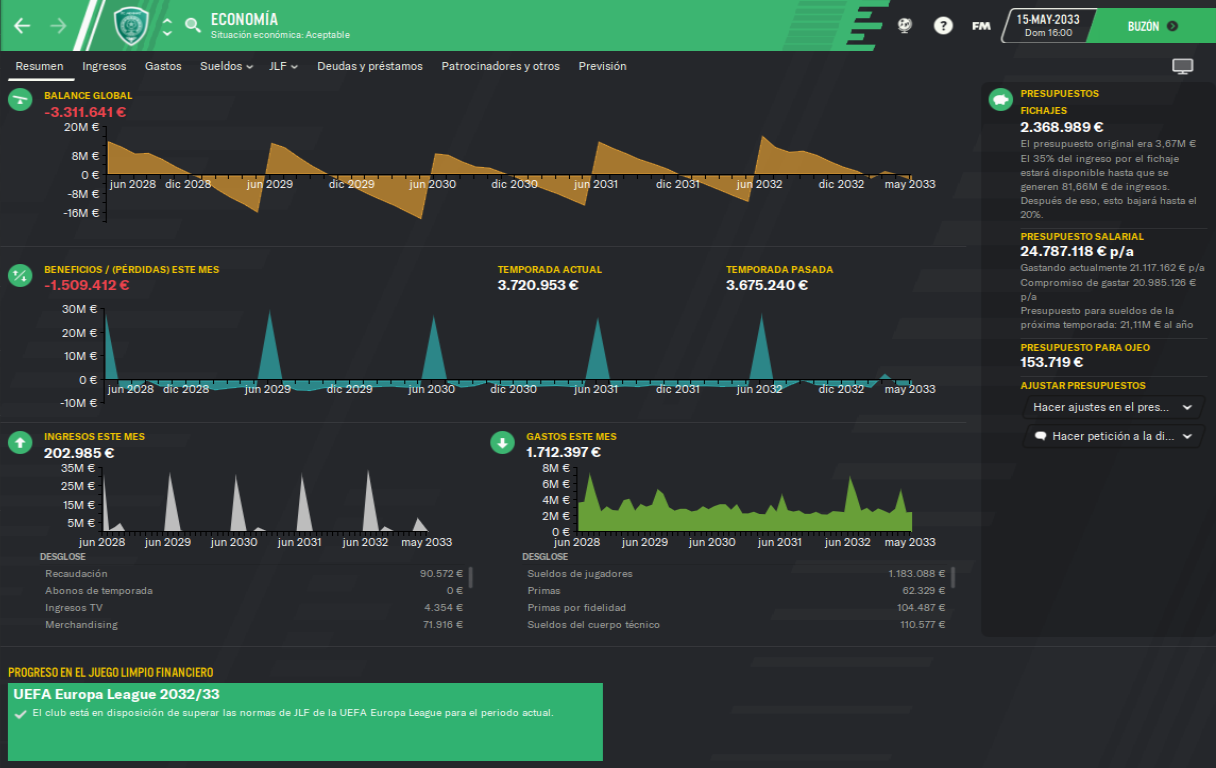 ECONOMÍA
Situación económica: Aceptable
?
FM
15-MAY-2033
Dom 16:00
BUZÓN
Resumen
Ingresos
Gastos
Sueldos
JLF
Deudas y préstamos
Patrocinadores y otros
Previsión
BALANCE GLOBAL
-3.311.641 €
20M €
8M €
0 €
-8M €
-16M €
jun 2028
dic 2028
jun 2029
dic 2029
jun 2030
dic 2030
jun 2031
dic 2031
jun 2032
dic 2032
may 2033
BENEFICIOS / (PÉRDIDAS) ESTE MES
-1.509.412 €
TEMPORADA ACTUAL
3.720.953 €
TEMPORADA PASADA
3.675.240 €
30M €
20M €
10M €
0 €
-10M €
jun 2028
dic 2028
jun 2029
dic 2029
jun 2030
dic 2030
jun 2031
dic 2031
jun 2032
dic 2032
may 2033
INGRESOS ESTE MES
202.985 €
35M €
25M €
15M €
5M €
jun 2028
jun 2029
jun 2030
jun 2031
jun 2032
may 2033
DESGLOSE
Recaudación 90.572 €
Abonos de temporada 0 €
Ingresos TV 4.354 €
Merchandising 71.916 €
GASTOS ESTE MES
1.712.397 €
8M €
6M €
4M €
2M €
0 €
jun 2028
jun 2029
jun 2030
jun 2031
jun 2032
may 2033
DESGLOSE
Sueldos de jugadores 1.183.088 €
Primas 62.329 €
Primas por fidelidad 104.487 €
Sueldos del cuerpo técnico 110.577 €
PRESUPUESTOS
FICHAJES
2.368.989 €
El presupuesto original era 3,67M €
El 35% del ingreso por el fichaje
estará disponible hasta que se
generen 81,66M € de ingresos.
Después de eso, esto bajará hasta el
20%.
PRESUPUESTO SALARIAL
24.787.118 € p/a
Gastando actualmente 21.117.162 € p/a
Compromiso de gastar 20.985.126 €
p/a
Presupuesto para sueldos de la
próxima temporada: 21,11M € al año
PRESUPUESTO PARA OJEO
153.719 €
AJUSTAR PRESUPUESTOS
Hacer ajustes en el pres...
Hacer petición a la di...
PROGRESO EN EL JUEGO LIMPIO FINANCIERO
UEFA Europa League 2032/33
El club está en disposición de superar las normas de JLF de la UEFA Europa League para el periodo actual.